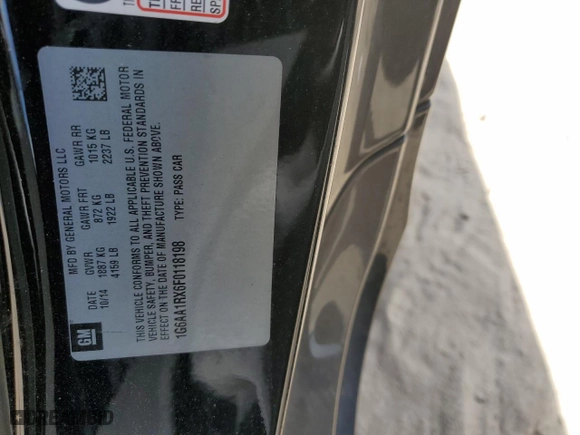 MFD BY GENERAL MOTORS LLC
DATE GVWR GAWR FRT GAWR RR
10/14 1887 KG 872 KG 1015 KG
4159 LB 1922 LB 2237 LB
THIS VEHICLE CONFORMS TO ALL APPLICABLE U.S. FEDERAL MOTOR
VEHICLE SAFETY, BUMPER, AND THEFT PREVENTION STANDARDS IN
EFFECT ON THE DATE OF MANUFACTURE SHOWN ABOVE.
1G6AA1RX6F0118198 TYPE: PASS CAR
GM